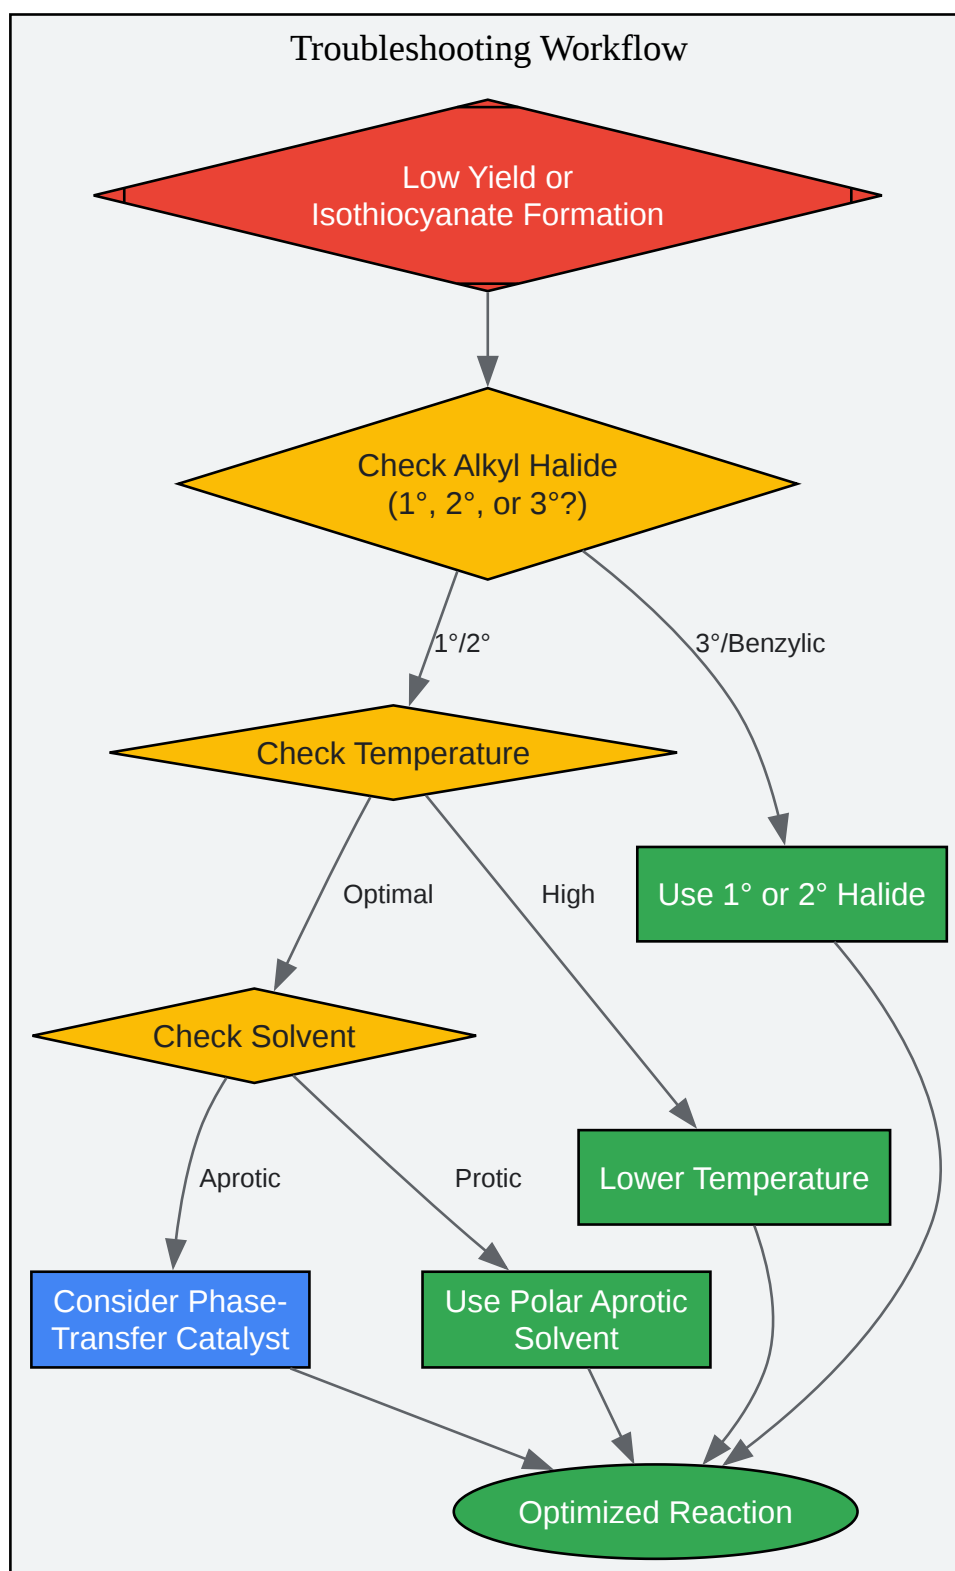 Troubleshooting Workflow
Low Yield or
Isothiocyanate Formation
Check Alkyl Halide
(1°, 2°, or 3°?)
1°/2°
3°/Benzylic
Check Temperature
Optimal
High
Use 1° or 2° Halide
Check Solvent
Aprotic
Protic
Lower Temperature
Consider Phase-
Transfer Catalyst
Use Polar Aprotic
Solvent
Optimized Reaction